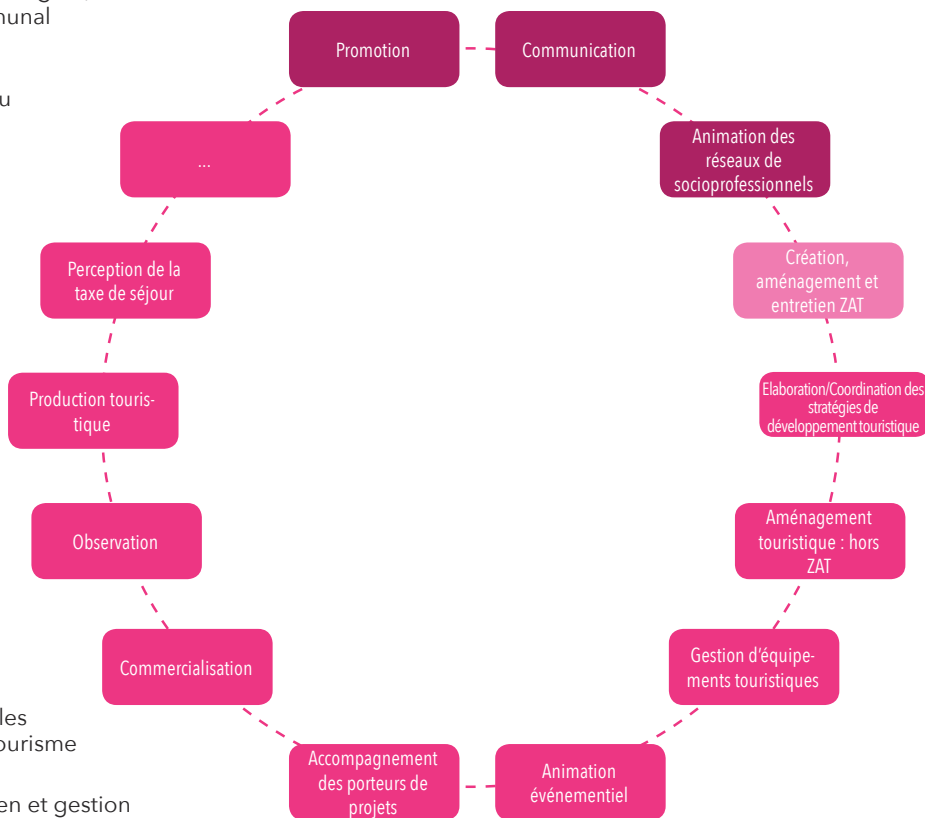 munal
u
Promotion
Communication
...
Animation des
réseaux de
socioprofessionnels
Perception de la
taxe de séjour
Création,
aménagement et
entretien ZAT
Production touris-
tique
Elaboration/Coordination des
stratégies de
développement touristique
Observation
Aménagement
touristique : hors
ZAT
Commercialisation
Gestion d'équipe-
ments touristiques
les
ourisme
Accompagnement
des porteurs de
projets
Animation
événementiel
en et gestion